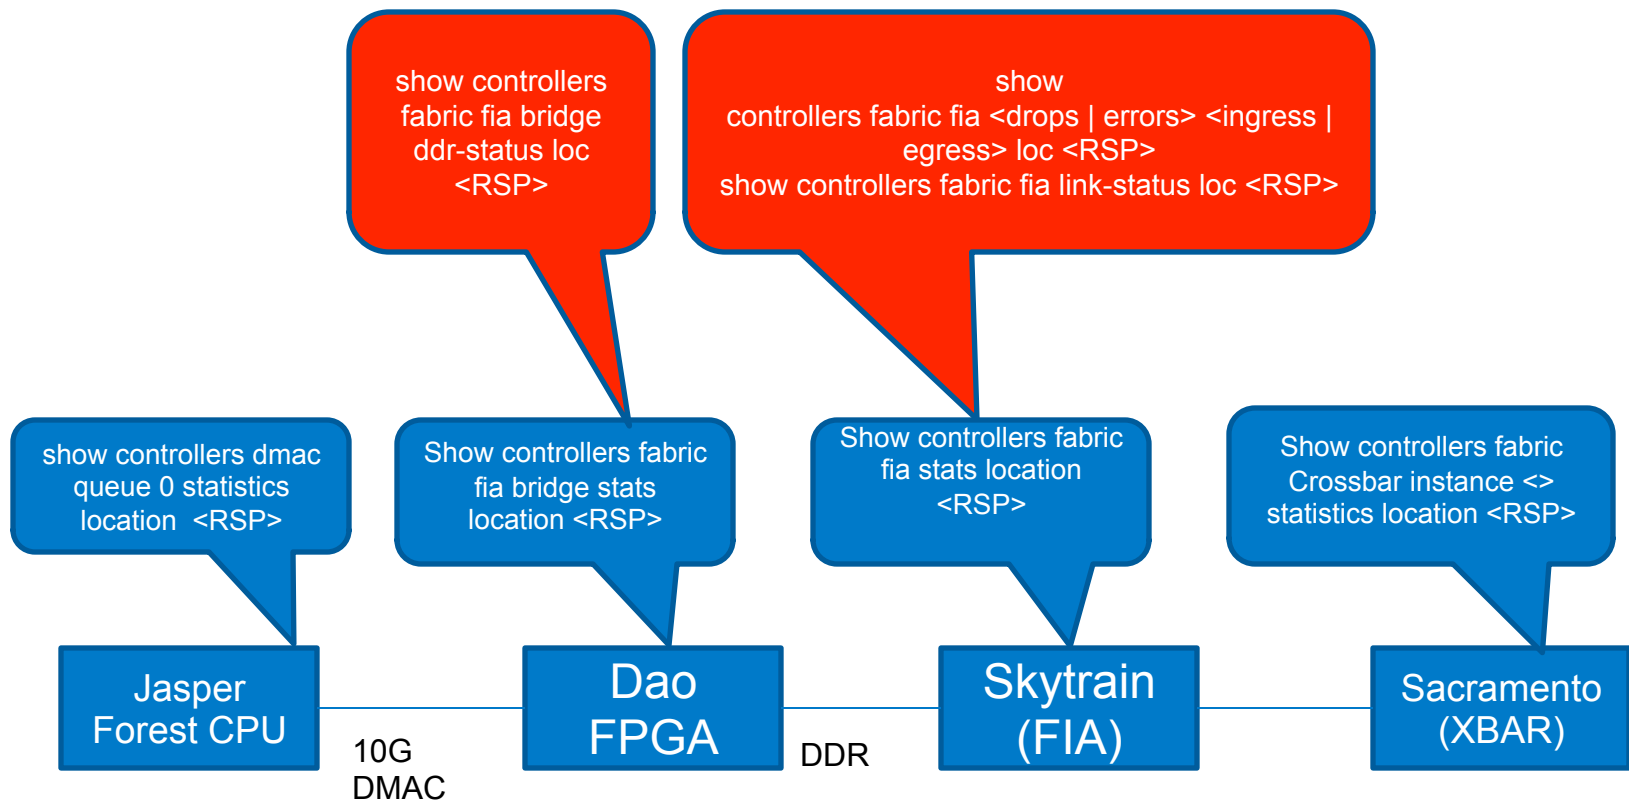 show controllers
fabric fia bridge
ddr-status loc
<RSP>
show
controllers fabric fia <drops | errors> <ingress |
egress> loc <RSP>
show controllers fabric fia link-status loc <RSP>
show controllers dmac
queue 0 statistics
location <RSP>
Show controllers fabric
fia bridge stats
location <RSP>
Show controllers fabric
fia stats location
<RSP>
Show controllers fabric
Crossbar instance <>
statistics location <RSP>
Jasper
Forest CPU
10G
DMAC
Dao
FPGA
DDR
Skytrain
(FIA)
Sacramento
(XBAR)